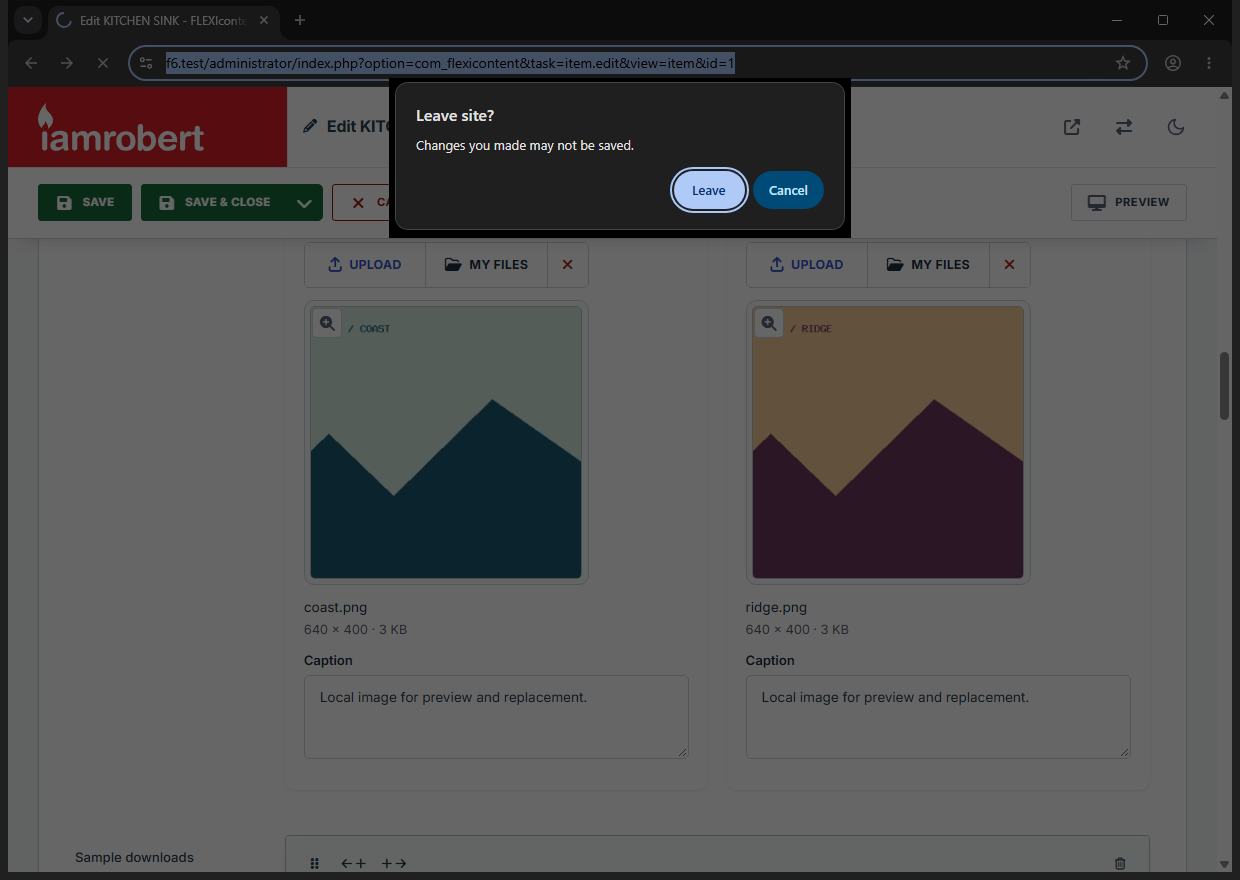 Edit KITCHEN SINK - FLEXIconte
f6.test/administrator/index.php?option=com_flexicontent&task=item.edit&view=item&id=1
iamrobert
Edit KITC
Leave site?
Changes you made may not be saved.
Leave
Cancel
SAVE
SAVE & CLOSE
CA
PREVIEW
UPLOAD
MY FILES
UPLOAD
MY FILES
/ COAST
/ RIDGE
coast.png
640 × 400 · 3 KB
ridge.png
640 × 400 · 3 KB
Caption
Local image for preview and replacement.
Caption
Local image for preview and replacement.
Sample downloads